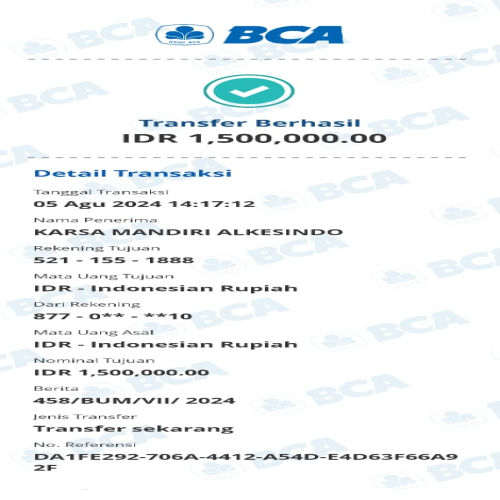 BCA
Transfer Berhasil
IDR 1,500,000.00
Detail Transaksi
Tanggal Transaksi
05 Agu 2024 14:17:12
Nama Penerima
KARSA MANDIRI ALKESINDO
Rekening Tujuan
521 - 155 - 1888
Mata Uang Tujuan
IDR - Indonesian Rupiah
Dari Rekening
877 - 0** - **10
Mata Uang Asal
IDR - Indonesian Rupiah
Nominal Tujuan
IDR 1,500,000.00
Berita
458/BUM/VII/ 2024
Jenis Transfer
Transfer sekarang
No. Referensi
DA1FE292-706A-4412-A54D-E4D63F66A9
2F